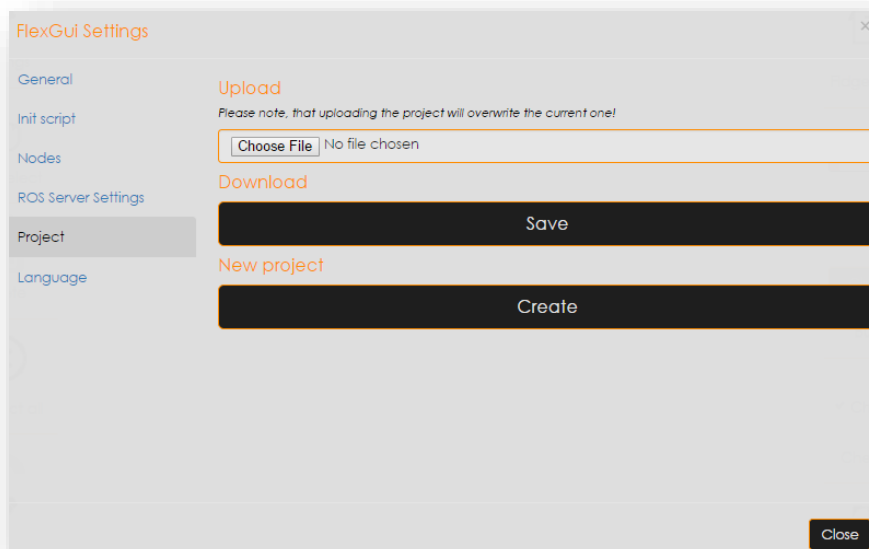 FlexGui Settings
×
General
Init script
Nodes
ROS Server Settings
Project
Language
Upload
Please note, that uploading the project will overwrite the current one!
Choose File No file chosen
Download
Save
New project
Create
Close